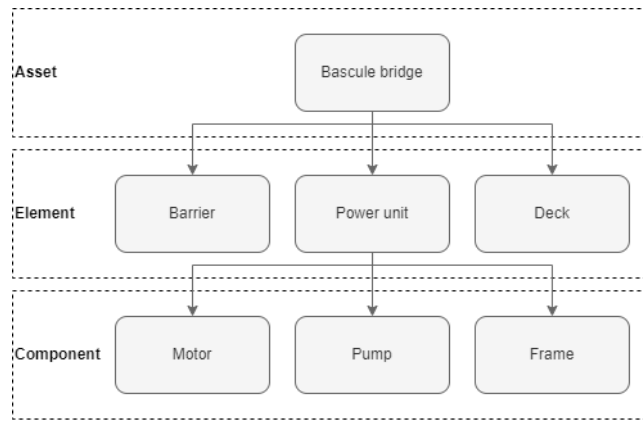 Asset
Bascule bridge
Element
Barrier
Power unit
Deck
Component
Motor
Pump
Frame